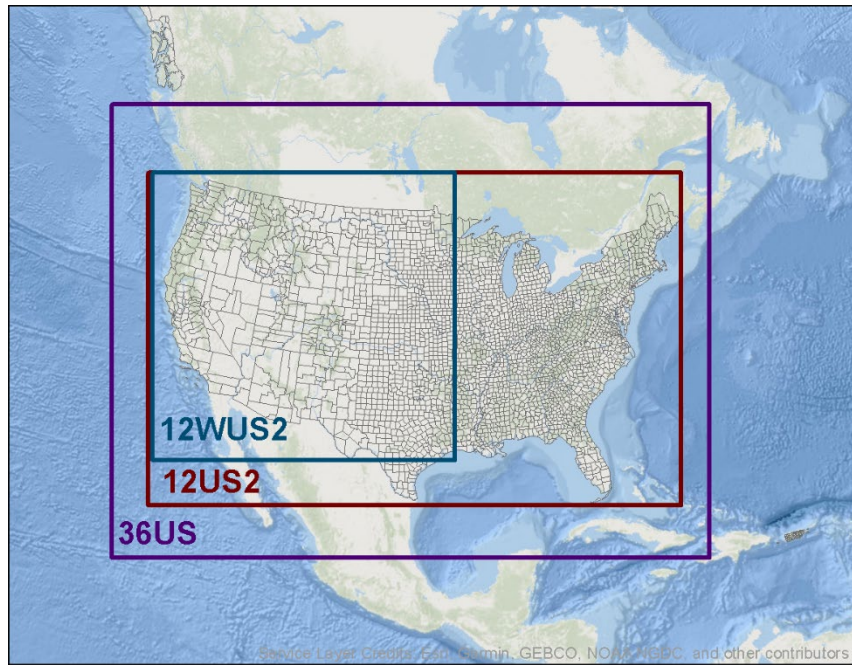 12WUS2
12US2
36US
Service Layer Credits: Esri, Garmin, GEBCO, NOAA NGDC, and other contributors